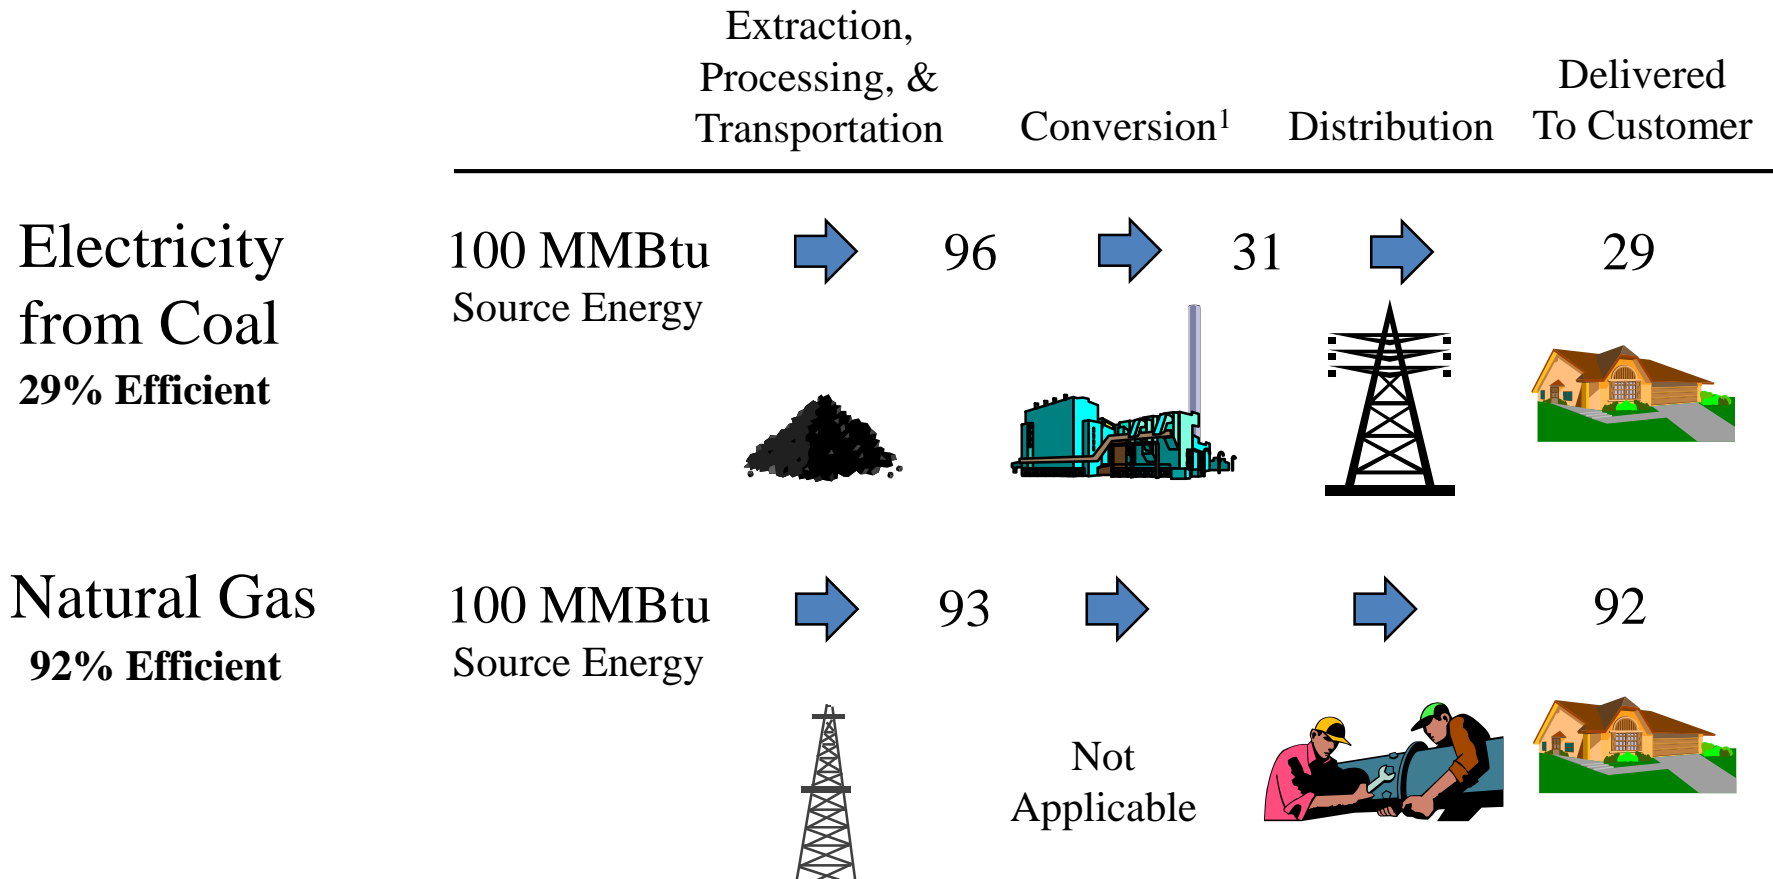 Extraction,
Processing, &
Transportation
Conversion1
Distribution
Delivered
To Customer
Electricity
from Coal
29% Efficient
100 MMBtu
Source Energy
96
31
29
Natural Gas
92% Efficient
100 MMBtu
Source Energy
93
Not
Applicable
92